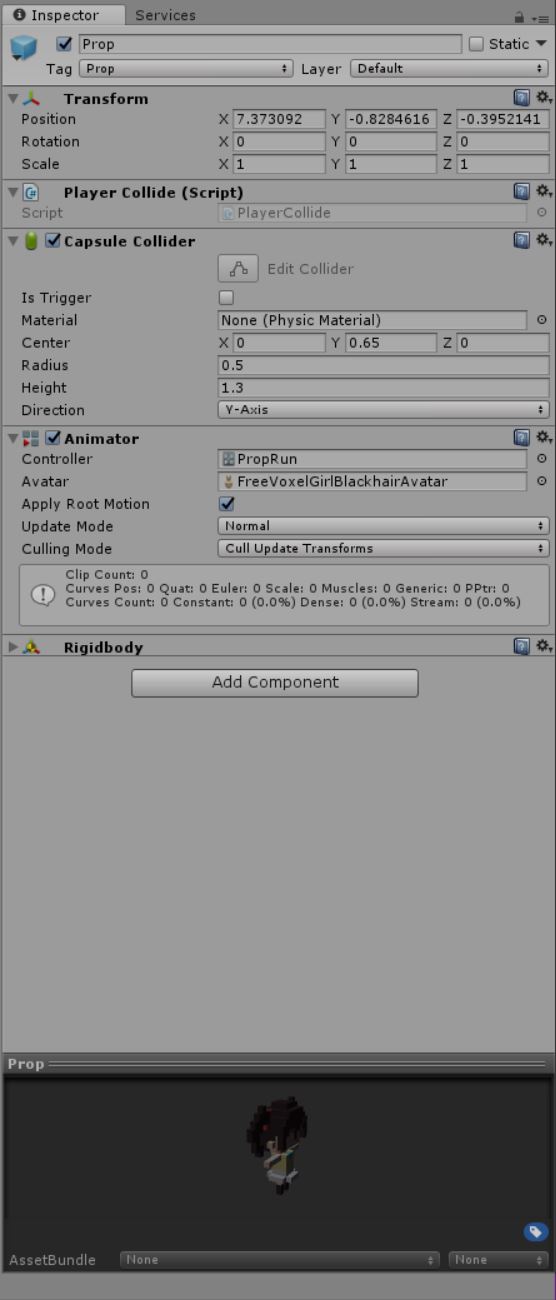 Inspector Services
Prop Static
Tag Prop Layer Default
Transform
Position X 7.373092 Y -0.8284616 Z -0.3952141
Rotation X 0 Y 0 Z 0
Scale X 1 Y 1 Z 1
Player Collide (Script)
Script PlayerCollide
Capsule Collider
Edit Collider
Is Trigger
Material None (Physic Material)
Center X 0 Y 0.65 Z 0
Radius 0.5
Height 1.3
Direction Y-Axis
Animator
Controller PropRun
Avatar FreeVoxelGirlBlackhairAvatar
Apply Root Motion
Update Mode Normal
Culling Mode Cull Update Transforms
Clip Count: 0
Curves Pos: 0 Quat: 0 Euler: 0 Scale: 0 Muscles: 0 Generic: 0 PPtr: 0
Curves Count: 0 Constant: 0 (0.0%) Dense: 0 (0.0%) Stream: 0 (0.0%)
Rigidbody
Add Component
Prop
AssetBundle None None